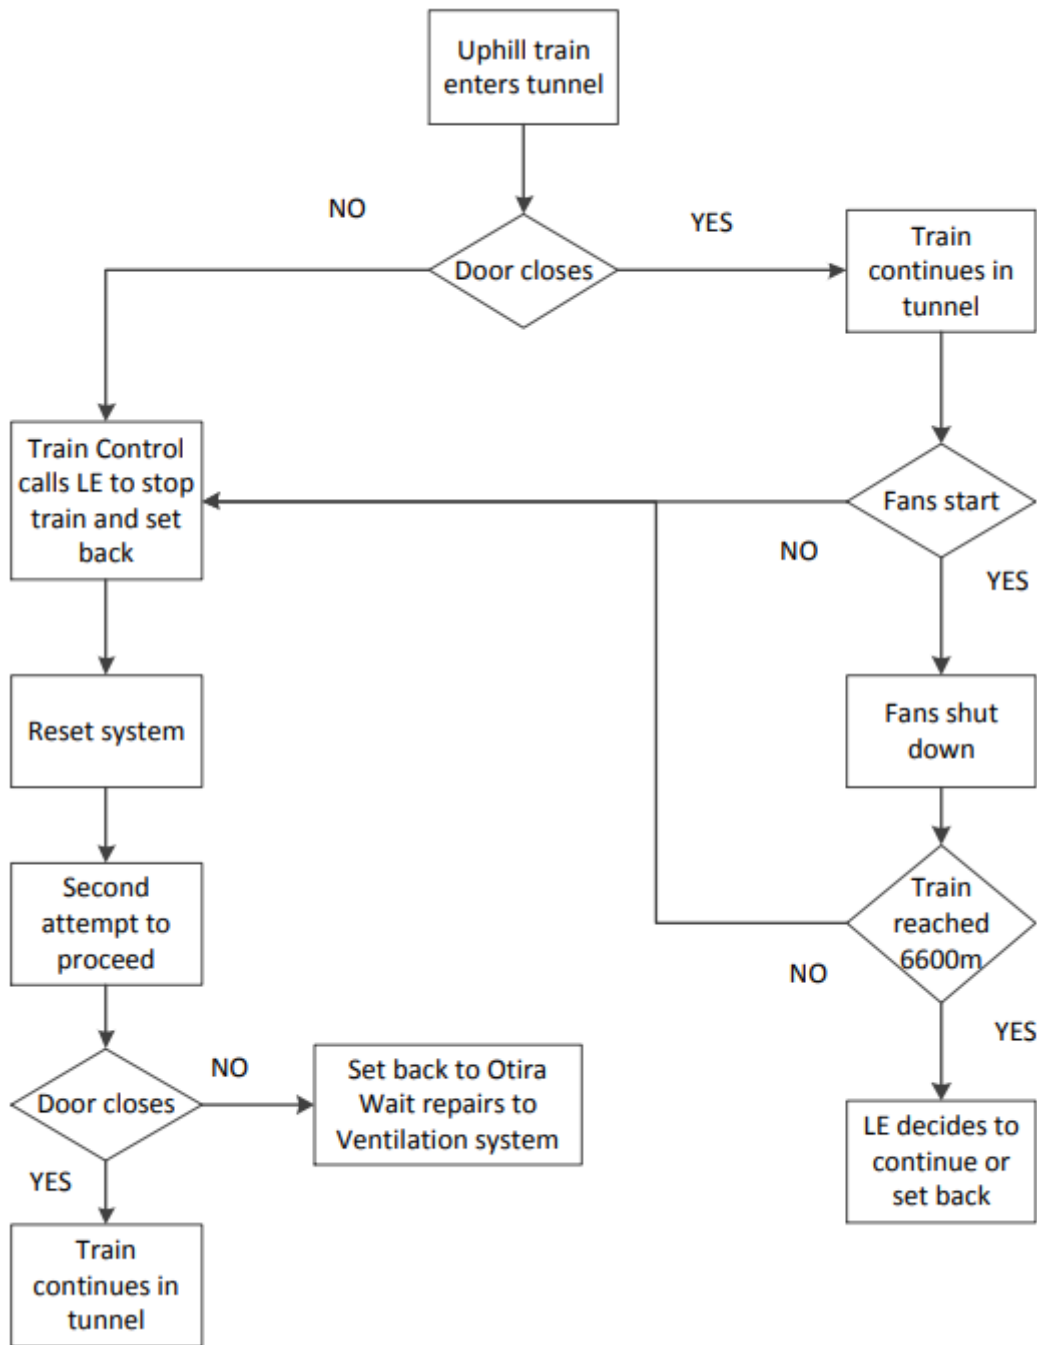 Uphill train
enters tunnel
NO
YES
Door closes
Train
continues in
tunnel
Train Control
calls LE to stop
train and set
back
Fans start
NO
YES
Reset system
Fans shut
down
Second
attempt to
proceed
Train
reached
6600m
NO
YES
Door closes
NO
Set back to Otira
Wait repairs to
Ventilation system
YES
LE decides to
continue or
set back
Train
continues in
tunnel